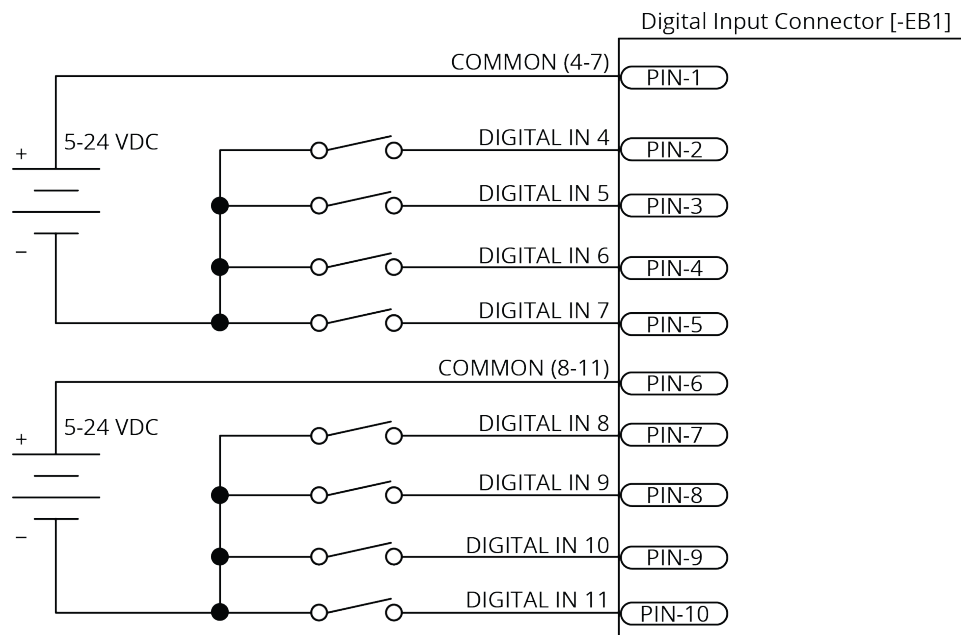 Digital Input Connector [-EB1]
COMMON (4-7)
PIN-1
+
5-24 VDC
DIGITAL IN 4
PIN-2
DIGITAL IN 5
PIN-3
–
DIGITAL IN 6
PIN-4
DIGITAL IN 7
PIN-5
COMMON (8-11)
PIN-6
+
5-24 VDC
DIGITAL IN 8
PIN-7
DIGITAL IN 9
PIN-8
–
DIGITAL IN 10
PIN-9
DIGITAL IN 11
PIN-10